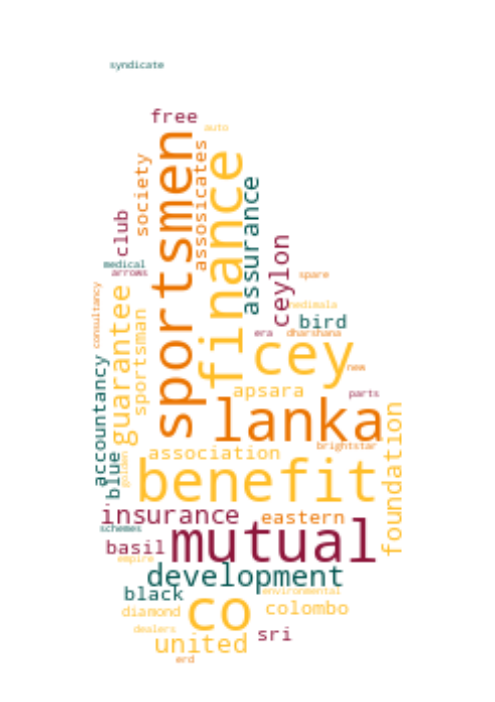 syndicate
free
auto
sportsmen
assosicates
finance
society
assurance
club
ceylon
medical
arrows
spare
consultancy
guarantee
sportsman
nedimala
bird
era
dharshana
cey
new
accountancy
apsara
parts
lanka
foundation
brightstar
association
blue
golden
benefit
insurance
eastern
schemes
mutual
basil
empire
development
black
environmental
co
diamond
colombo
dealers
sri
united
erd